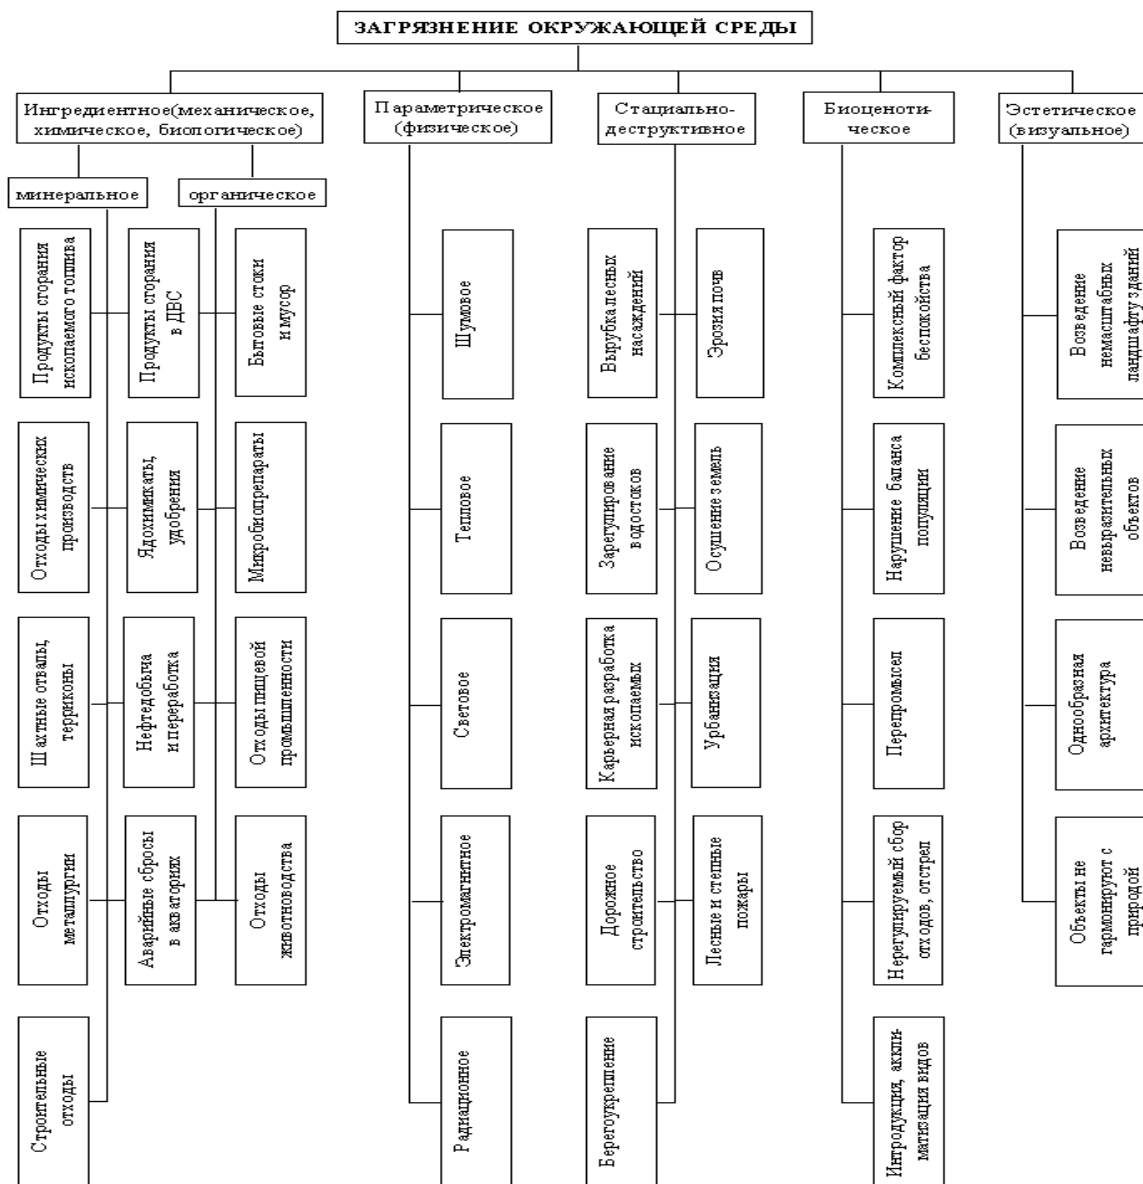 ЗАГРЯЗНЕНИЕ ОКРУЖАЮЩЕЙ СРЕДЫ
Ингредиентное(механическое,
химическое, биологическое)
Параметрическое
(физическое)
Стациально-
деструктивное
Биоценоти-
ческое
Эстетическое
(визуальное)
минеральное
органическое
Продукты сгорания
ископаемого топлива
Продукты сгорания
в ДВС
Бытовые стоки
и мусор
Шумовое
Вырубка лесных
насаждений
Эрозия почв
Комплексный фактор
беспокойства
Возведение
немасштабных
ландшафту зданий
Отходы химических
производств
Ядохимикаты,
удобрения
Микробиопрепараты
Тепловое
Зарегулирование
водостоков
Осушение земель
Нарушение баланса
популяции
Возведение
невыразительных
объектов
Шахтные отвалы,
терриконы
Нефтедобыча
и переработка
Отходы пищевой
промышленности
Световое
Карьерная разработка
ископаемых
Урбанизация
Перепромысел
Однообразная
архитектура
Отходы
металлургии
Аварийные сбросы
в акваториях
Отходы
животноводства
Электромагнитное
Дорожное
строительство
Лесные и степные
пожары
Нерегулируемый сбор
отходов, отстрел
Объекты не
гармонируют с
природой
Строительные
отходы
Радиационное
Берегоукрепление
Интродукция, аккли-
матизация видов